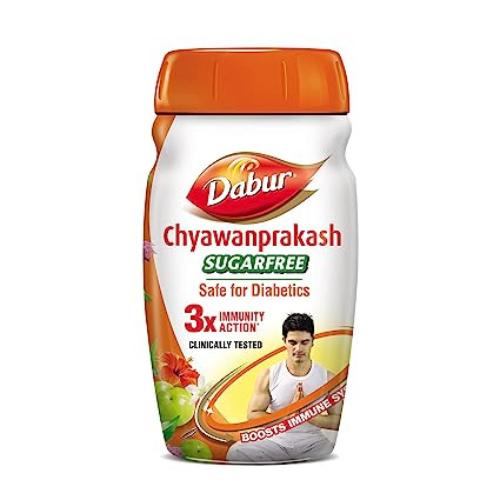 Dabur
Chyawanprakash
SUGARFREE
Safe for Diabetics
3x IMMUNITY
ACTION*
CLINICALLY TESTED
BOOSTS IMMUNE SY